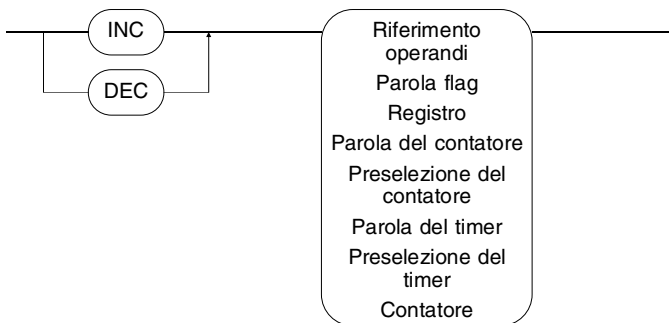 INC
DEC
Riferimento
operandi
Parola flag
Registro
Parola del contatore
Preselezione del
contatore
Parola del timer
Preselezione del
timer
Contatore